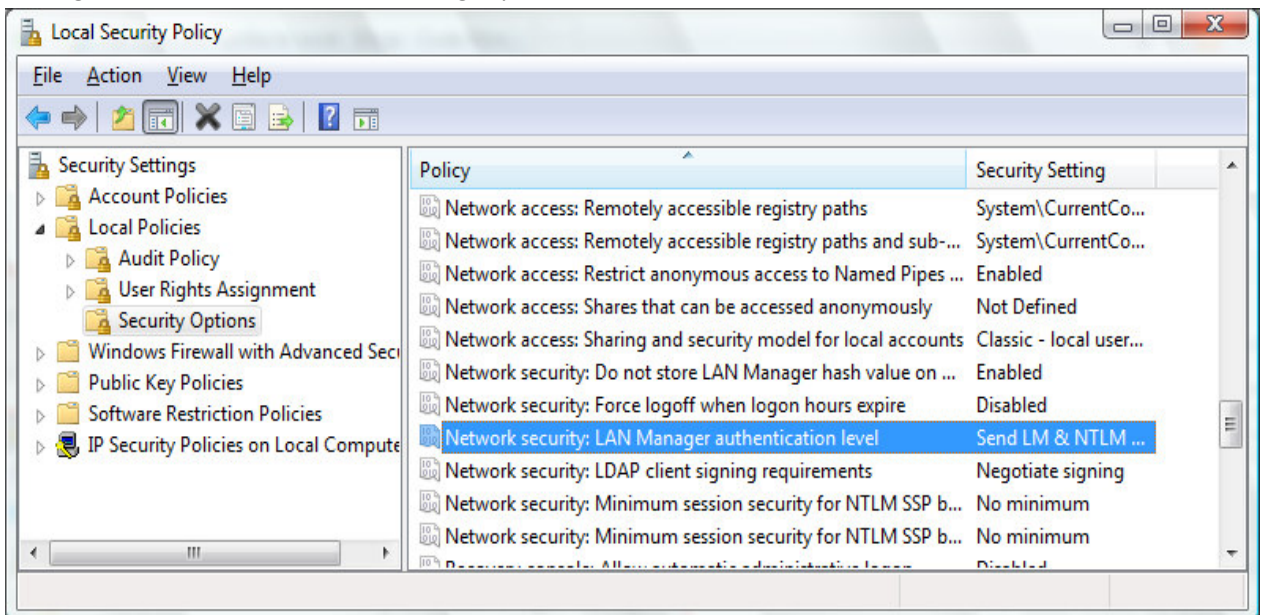 Local Security Policy
File Action View Help
Security Settings
Account Policies
Local Policies
Audit Policy
User Rights Assignment
Security Options
Windows Firewall with Advanced Secu
Public Key Policies
Software Restriction Policies
IP Security Policies on Local Compute
Policy Security Setting
Network access: Remotely accessible registry paths System\CurrentCo...
Network access: Remotely accessible registry paths and sub-... System\CurrentCo...
Network access: Restrict anonymous access to Named Pipes ... Enabled
Network access: Shares that can be accessed anonymously Not Defined
Network access: Sharing and security model for local accounts Classic - local user...
Network security: Do not store LAN Manager hash value on ... Enabled
Network security: Force logoff when logon hours expire Disabled
Network security: LAN Manager authentication level Send LM & NTLM ...
Network security: LDAP client signing requirements Negotiate signing
Network security: Minimum session security for NTLM SSP b... No minimum
Network security: Minimum session security for NTLM SSP b... No minimum
Recovery console: Allow automatic administrative logon Disabled